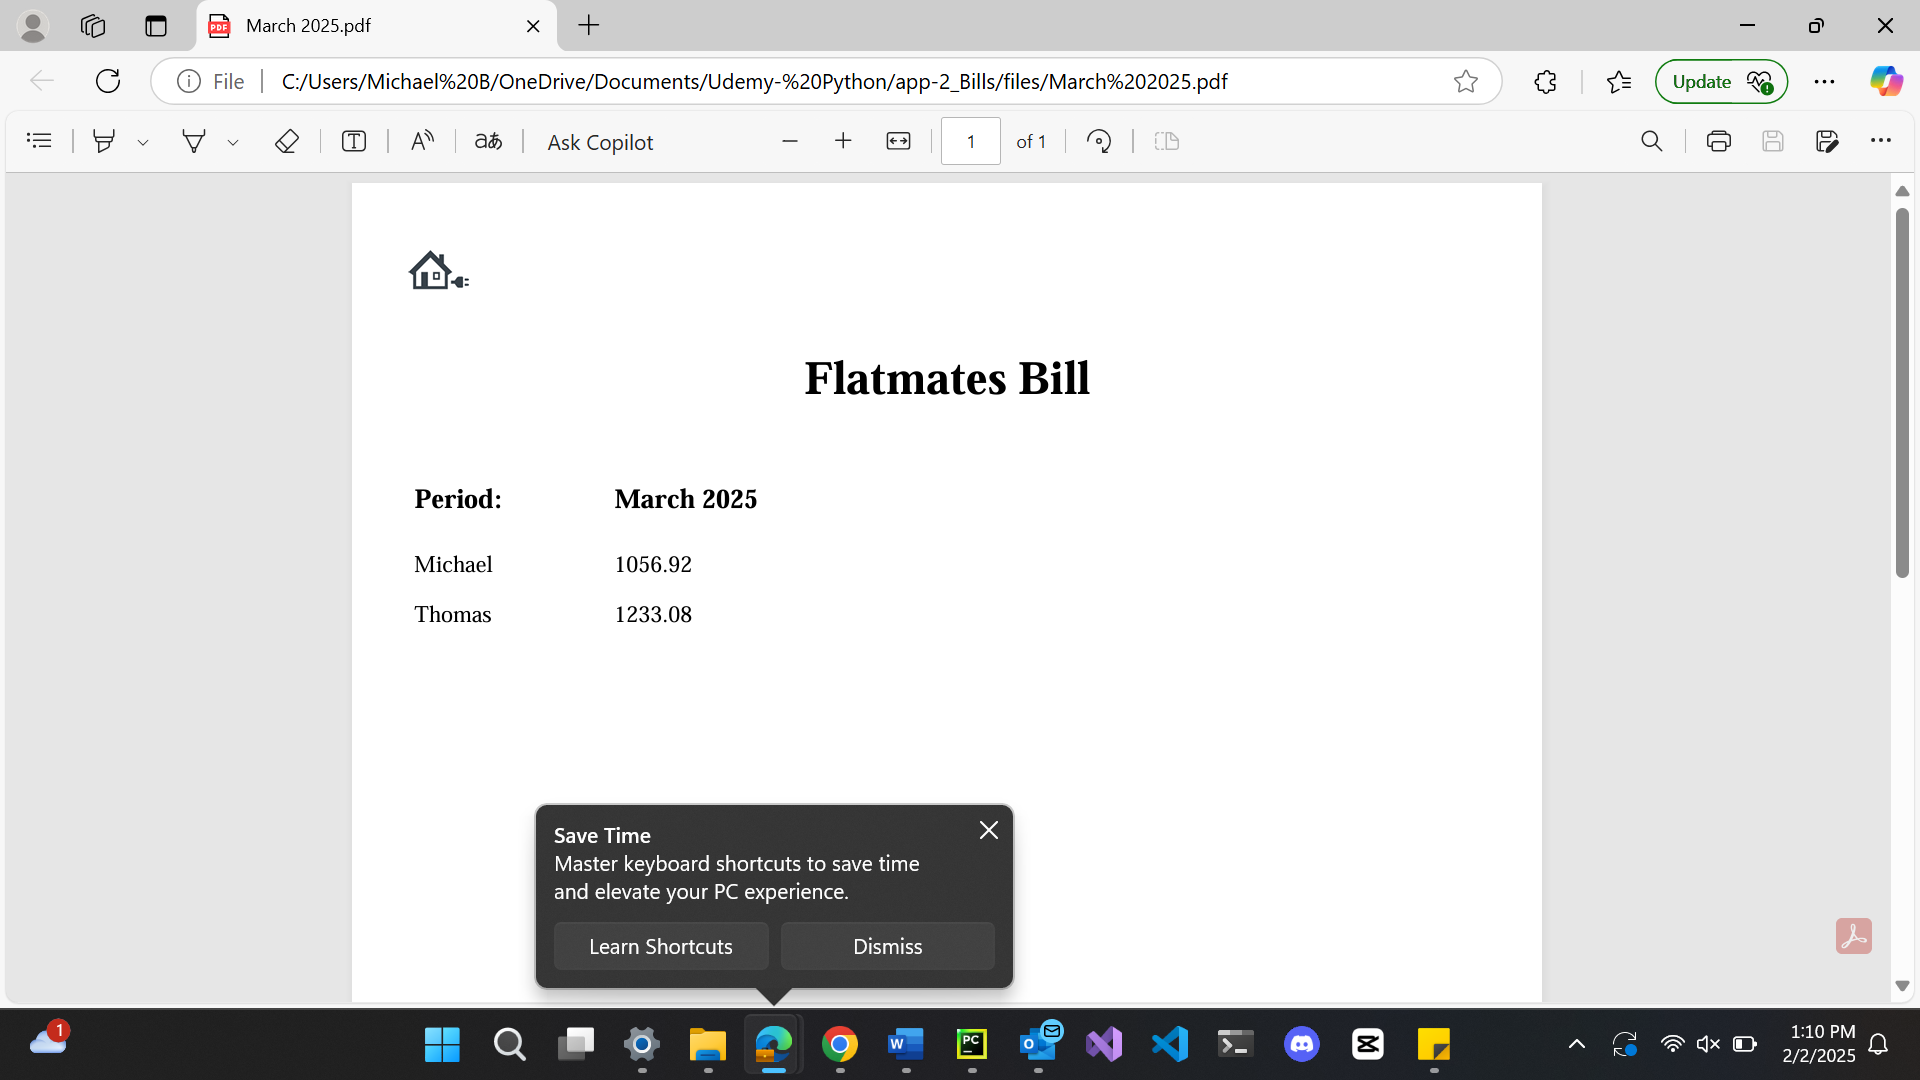 March 2025.pdf
File
C:/Users/Michael%20B/OneDrive/Documents/Udemy-%20Python/app-2_Bills/files/March%202025.pdf
Update
Ask Copilot
1 of 1
Flatmates Bill
Period: March 2025
Michael 1056.92
Thomas 1233.08
Save Time
Master keyboard shortcuts to save time
and elevate your PC experience.
Learn Shortcuts Dismiss
1
1:10 PM
2/2/2025